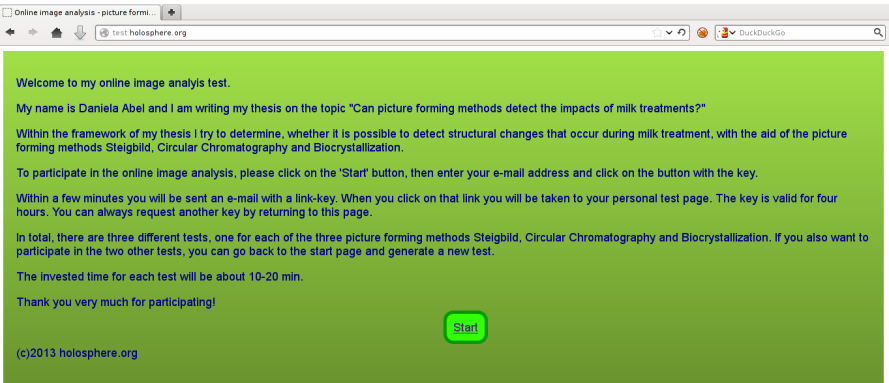 Online image analysis - picture formi...
test.holosphere.org
DuckDuckGo
Welcome to my online image analyis test.
My name is Daniela Abel and I am writing my thesis on the topic "Can picture forming methods detect the impacts of milk treatments?"
Within the framework of my thesis I try to determine, whether it is possible to detect structural changes that occur during milk treatment, with the aid of the picture
forming methods Steigbild, Circular Chromatography and Biocrystallization.
To participate in the online image analysis, please click on the 'Start' button, then enter your e-mail address and click on the button with the key.
Within a few minutes you will be sent an e-mail with a link-key. When you click on that link you will be taken to your personal test page. The key is valid for four
hours. You can always request another key by returning to this page.
In total, there are three different tests, one for each of the three picture forming methods Steigbild, Circular Chromatography and Biocrystallization. If you also want to
participate in the two other tests, you can go back to the start page and generate a new test.
The invested time for each test will be about 10-20 min.
Thank you very much for participating!
Start
(c)2013 holosphere.org